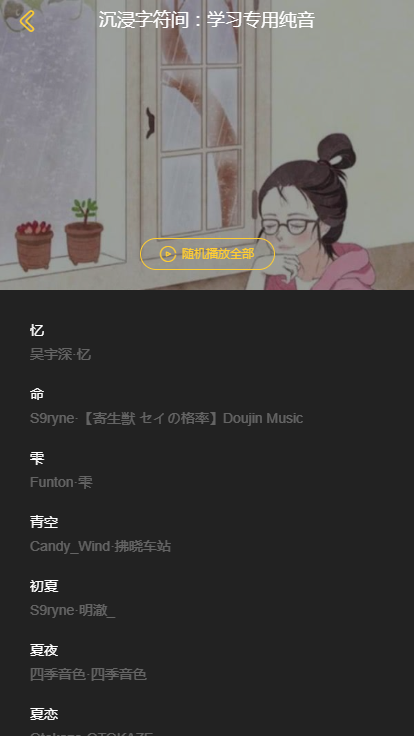 沉浸字符间：学习专用纯音
随机播放全部
忆
吴宇深·忆
命
S9ryne·【寄生獣 セイの格率】Doujin Music
雫
Funton·雫
青空
Candy_Wind·拂晓车站
初夏
S9ryne·明澈_
夏夜
四季音色·四季音色
夏恋